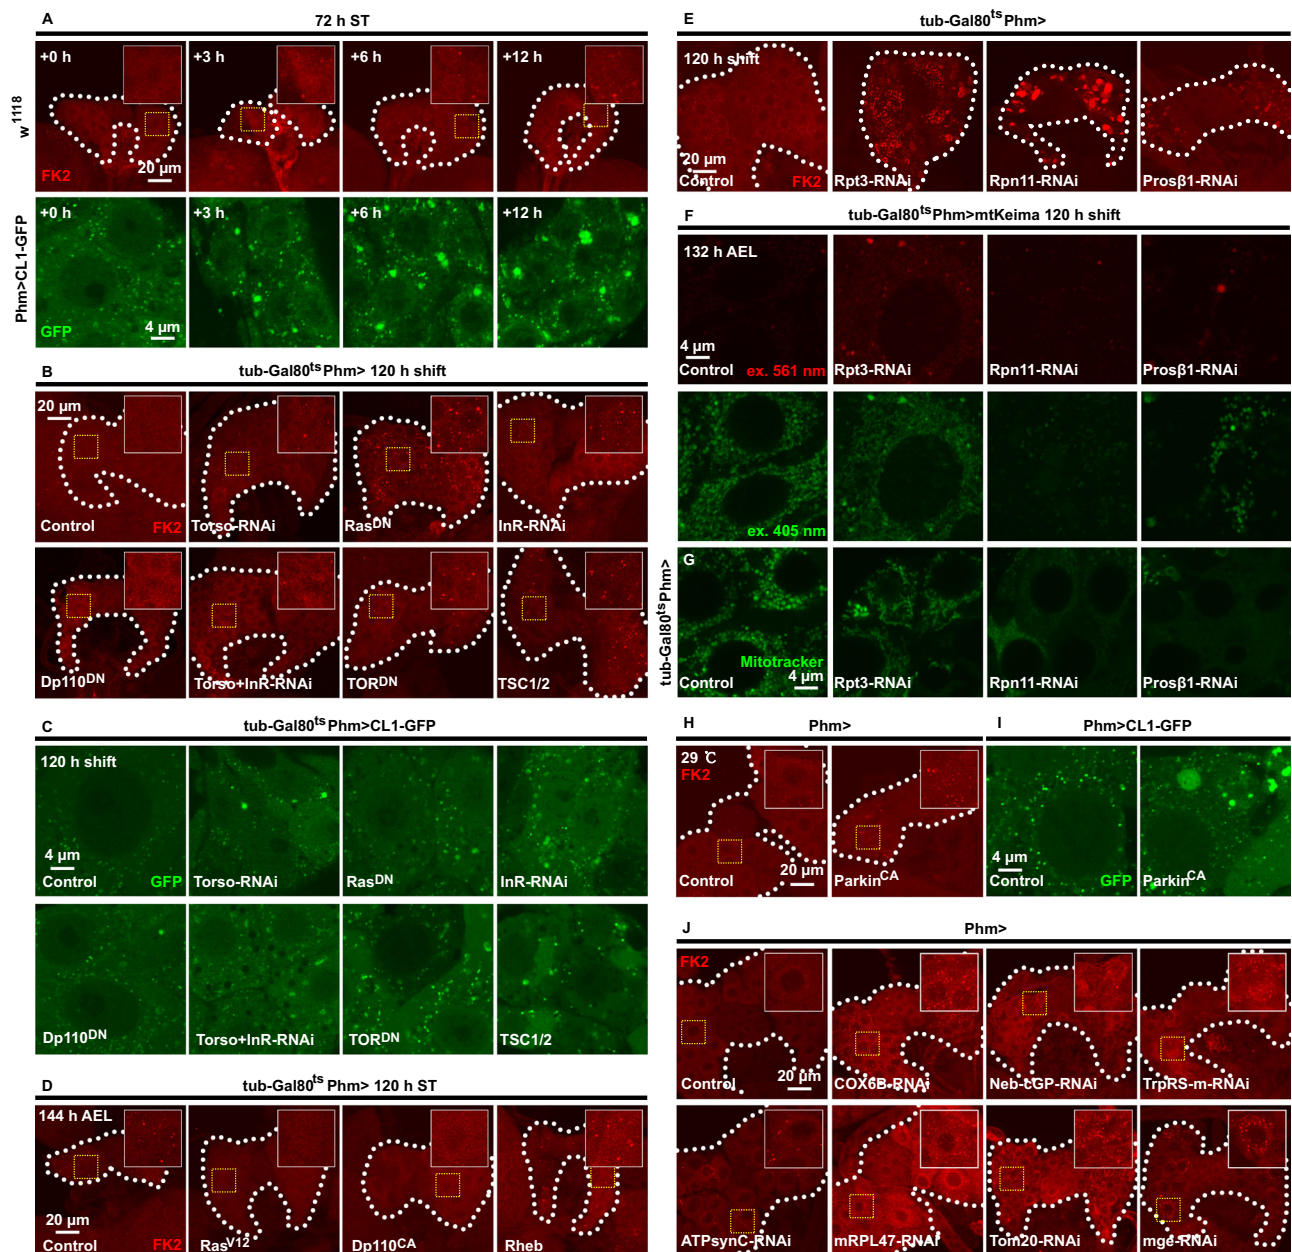 A
72 h ST
w1118
+0 h
+3 h
+6 h
+12 h
20 µm
FK2
Phm>CL1-GFP
+0 h
+3 h
+6 h
+12 h
GFP
4 µm
B
tub-Gal80ts Phm> 120 h shift
20 µm
Control
FK2
Torso-RNAi
RasDN
InR-RNAi
Dp110DN
Torso+InR-RNAi
TORDN
TSC1/2
C
tub-Gal80ts Phm>CL1-GFP
120 h shift
4 µm
Control
GFP
Torso-RNAi
RasDN
InR-RNAi
Dp110DN
Torso+InR-RNAi
TORDN
TSC1/2
D
tub-Gal80ts Phm> 120 h ST
144 h AEL
20 µm
Control
FK2
RasV12
Dp110CA
Rheb
E
tub-Gal80ts Phm>
120 h shift
20 µm
Control
FK2
Rpt3-RNAi
Rpn11-RNAi
Prosβ1-RNAi
F
tub-Gal80ts Phm>mtKeima 120 h shift
132 h AEL
4 µm
Control
ex. 561 nm
Rpt3-RNAi
Rpn11-RNAi
Prosβ1-RNAi
ex. 405 nm
G
tub-Gal80ts Phm>
Mitotracker
4 µm
Control
Rpt3-RNAi
Rpn11-RNAi
Prosβ1-RNAi
H
Phm>
29 ℃
FK2
Control
20 µm
ParkinCA
I
Phm>CL1-GFP
4 µm
Control
GFP
ParkinCA
J
Phm>
FK2
20 µm
Control
COX6B-RNAi
Neb-cGP-RNAi
TrpRS-m-RNAi
ATPsynC-RNAi
mRPL47-RNAi
Tom20-RNAi
mge-RNAi